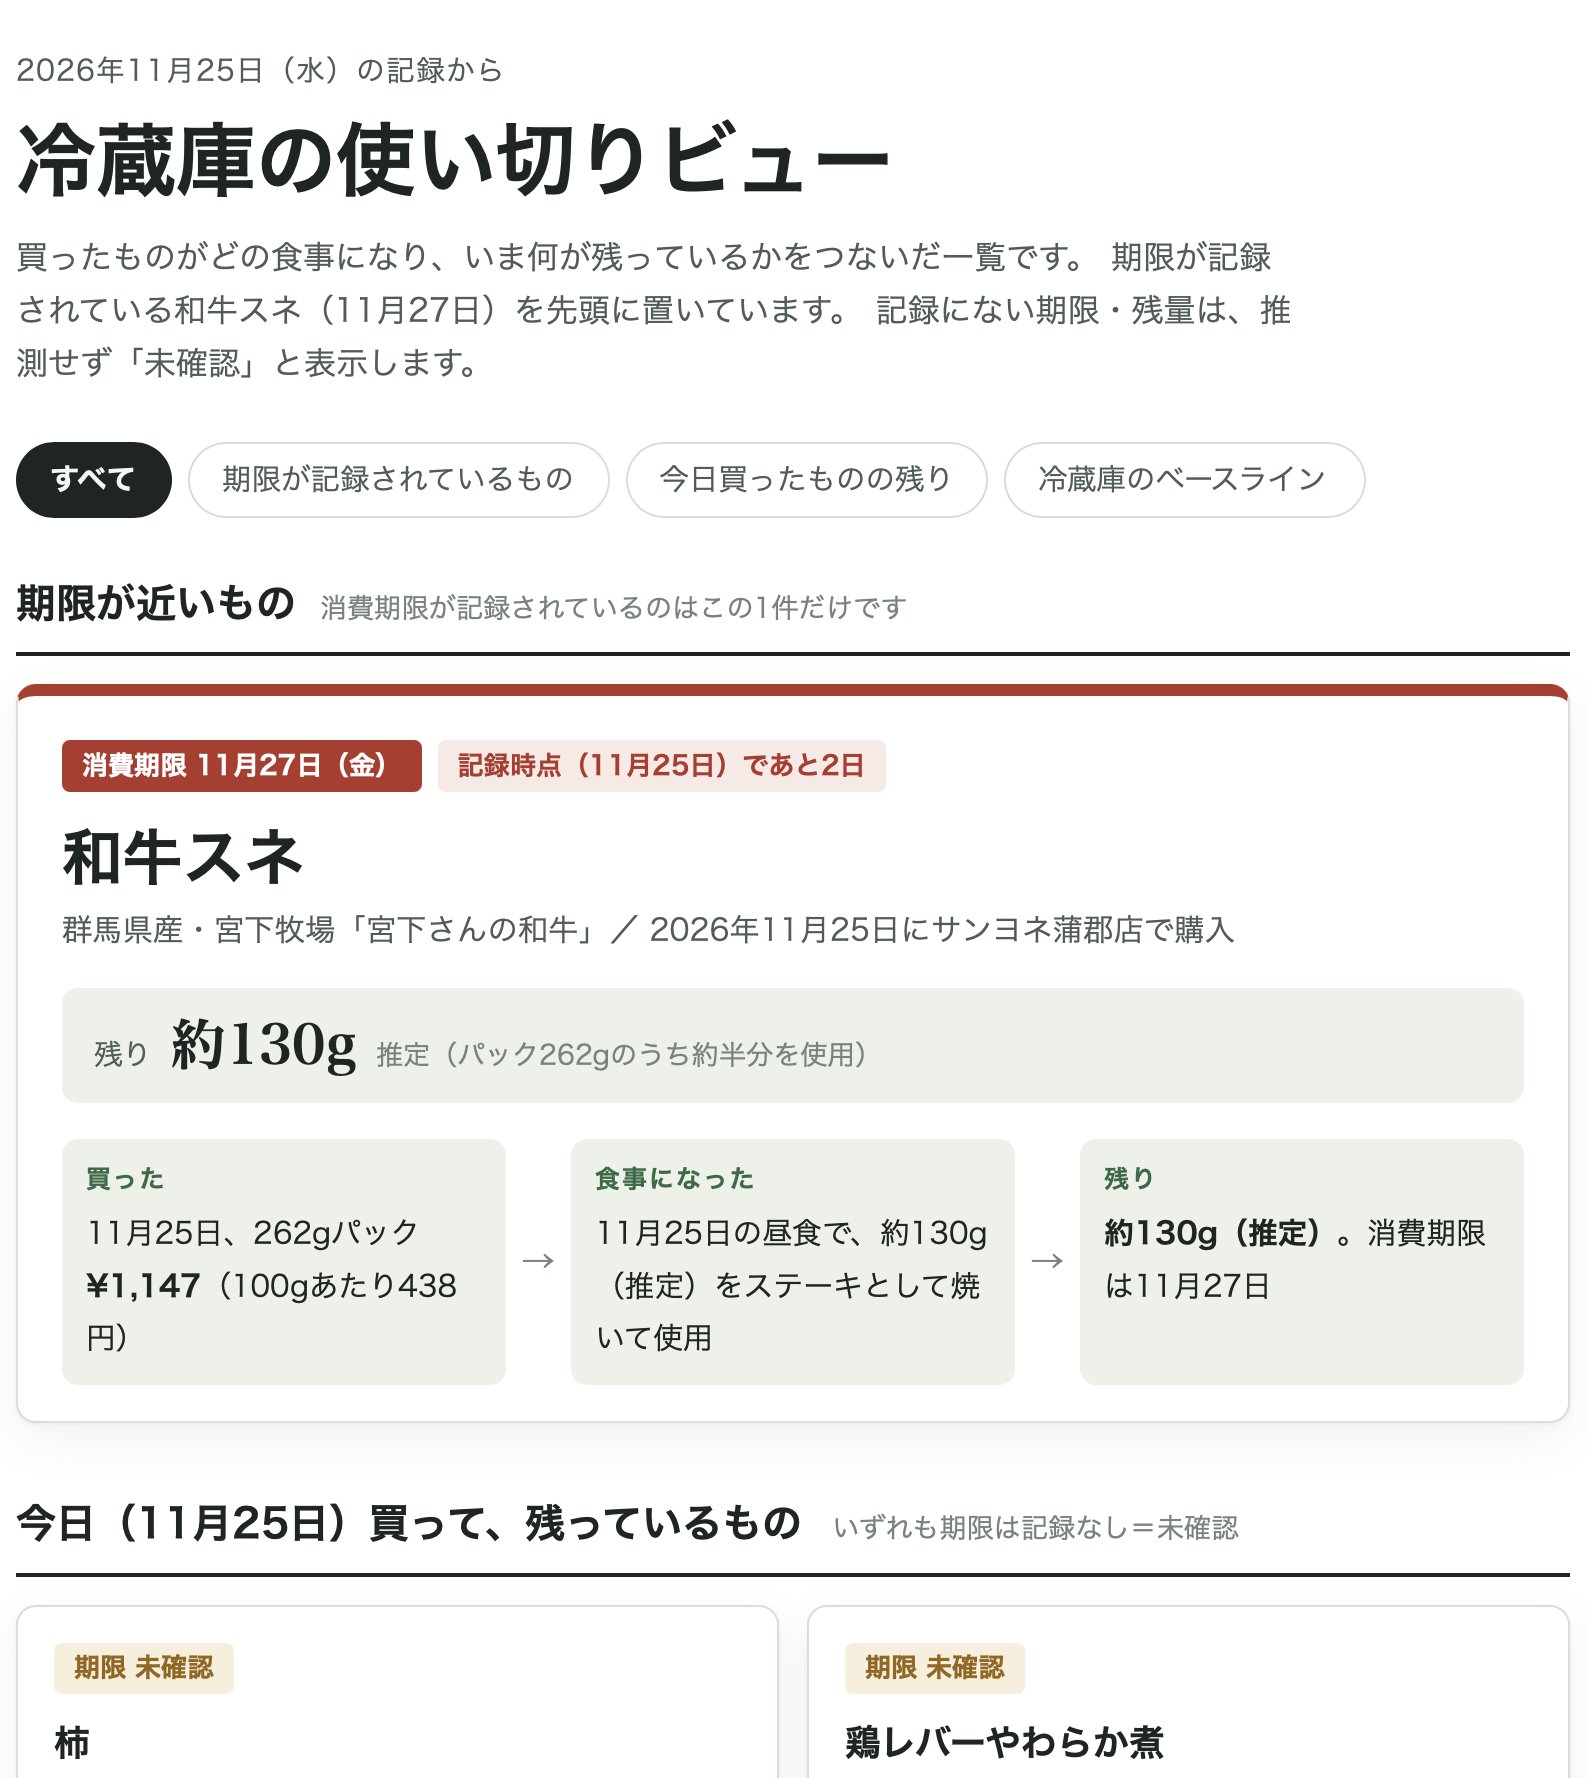 2026年11月25日（水）の記録から
冷蔵庫の使い切りビュー
買ったものがどの食事になり、いま何が残っているかをつないだ一覧です。 期限が記録
されている和牛スネ（11月27日）を先頭に置いています。 記録にない期限・残量は、推
測せず「未確認」と表示します。
すべて
期限が記録されているもの
今日買ったものの残り
冷蔵庫のベースライン
期限が近いもの 消費期限が記録されているのはこの1件だけです
消費期限 11月27日（金）
記録時点（11月25日）であと2日
和牛スネ
群馬県産・宮下牧場「宮下さんの和牛」／ 2026年11月25日にサンヨネ蒲郡店で購入
残り 約130g 推定（パック262gのうち約半分を使用）
買った
11月25日、262gパック
¥1,147（100gあたり438
円）
→
食事になった
11月25日の昼食で、約130g
（推定）をステーキとして焼
いて使用
→
残り
約130g（推定）。消費期限
は11月27日
今日（11月25日）買って、残っているもの いずれも期限は記録なし＝未確認
期限 未確認
柿
期限 未確認
鶏レバーやわらか煮